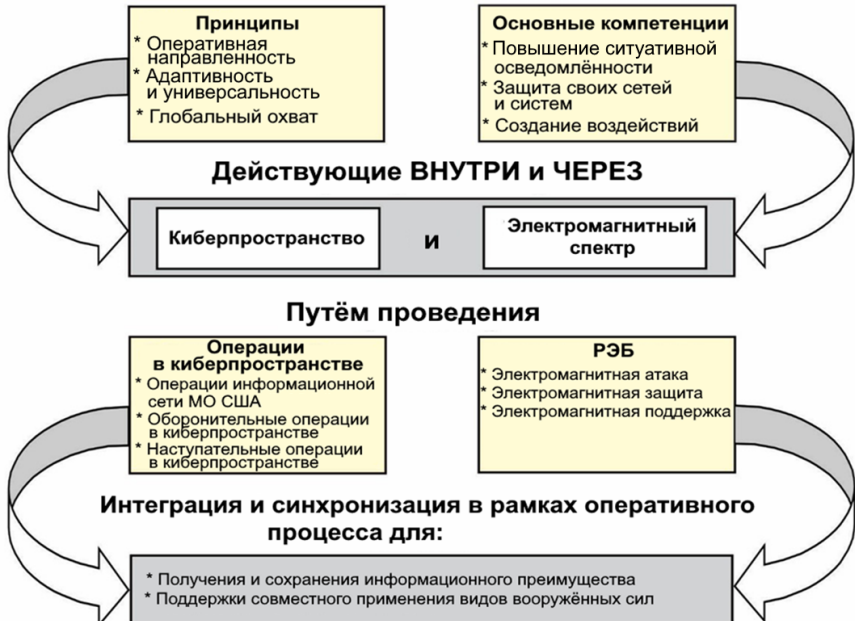 Принципы
* Оперативная
направленность
* Адаптивность
и универсальность
* Глобальный охват
Основные компетенции
* Повышение ситуативной
осведомлённости
* Защита своих сетей
и систем
* Создание воздействий
Действующие ВНУТРИ и ЧЕРЕЗ
Киберпространство
и
Электромагнитный
спектр
Путём проведения
Операции
в киберпространстве
* Операции информационной
сети МО США
* Оборонительные операции
в киберпространстве
* Наступательные операции
в киберпространстве
РЭБ
* Электромагнитная атака
* Электромагнитная защита
* Электромагнитная поддержка
Интеграция и синхронизация в рамках оперативного
процесса для:
* Получения и сохранения информационного преимущества
* Поддержки совместного применения видов вооружённых сил